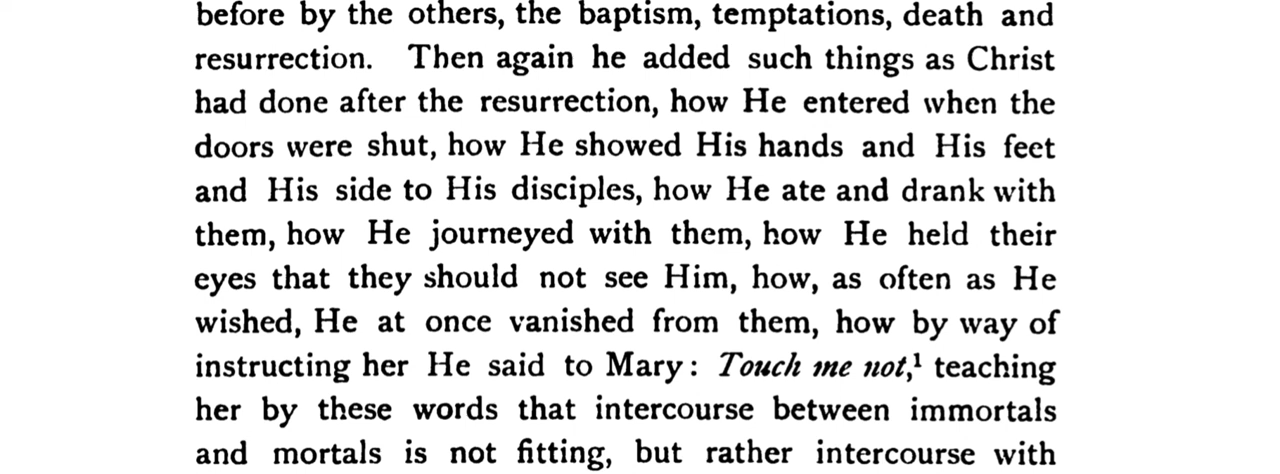 before by the others, the baptism, temptations, death and
resurrection. Then again he added such things as Christ
had done after the resurrection, how He entered when the
doors were shut, how He showed His hands and His feet
and His side to His disciples, how He ate and drank with
them, how He journeyed with them, how He held their
eyes that they should not see Him, how, as often as He
wished, He at once vanished from them, how by way of
instructing her He said to Mary: Touch me not,¹ teaching
her by these words that intercourse between immortals
and mortals is not fitting, but rather intercourse with